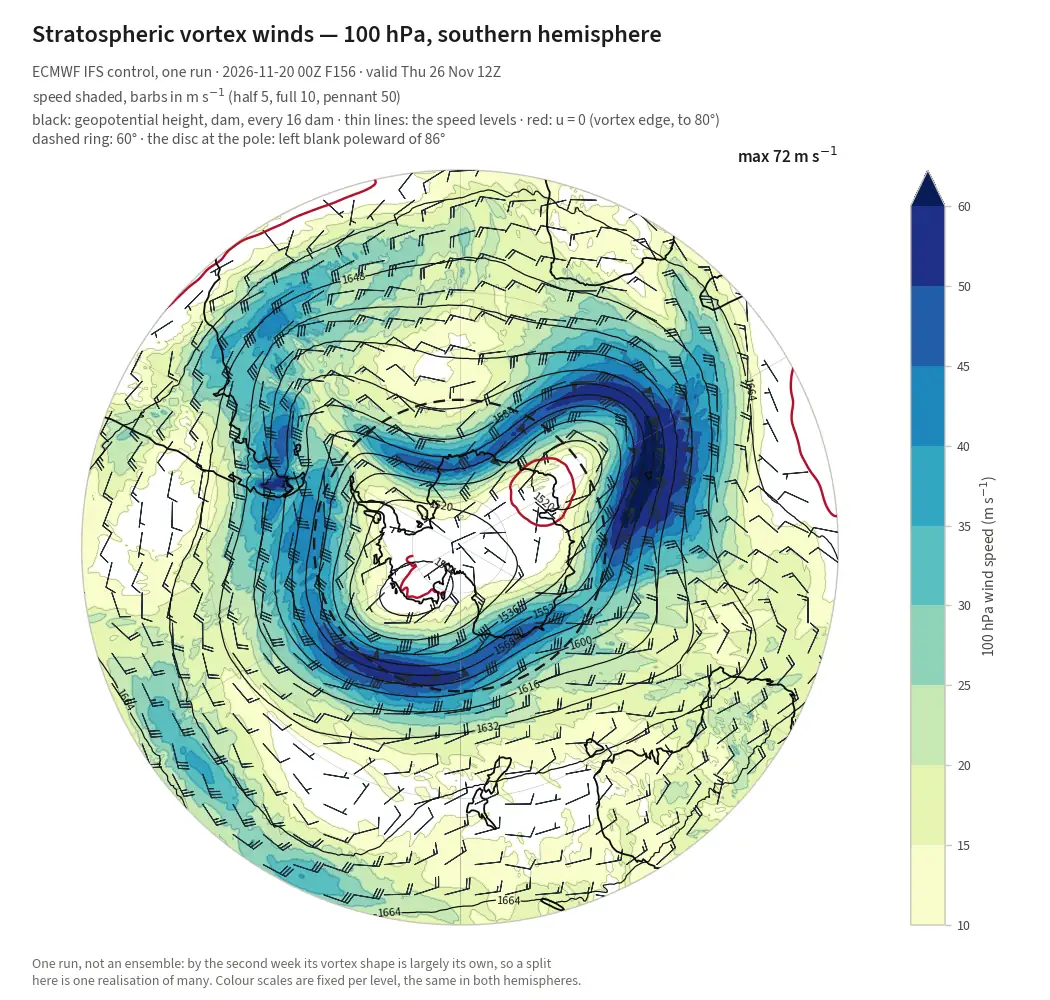 Stratospheric vortex winds — 100 hPa, southern hemisphere
ECMWF IFS control, one run · 2026-11-20 00Z F156 · valid Thu 26 Nov 12Z
speed shaded, barbs in m s⁻¹ (half 5, full 10, pennant 50)
black: geopotential height, dam, every 16 dam · thin lines: the speed levels · red: u = 0 (vortex edge, to 80°)
dashed ring: 60° · the disc at the pole: left blank poleward of 86°
max 72 m s⁻¹
60
50
45
40
35
30
25
20
15
10
100 hPa wind speed (m s⁻¹)
1648
1664
1584
1520
1520
1536
1552
1568
1600
1616
1632
1664
1664
1664
One run, not an ensemble: by the second week its vortex shape is largely its own, so a split
here is one realisation of many. Colour scales are fixed per level, the same in both hemispheres.